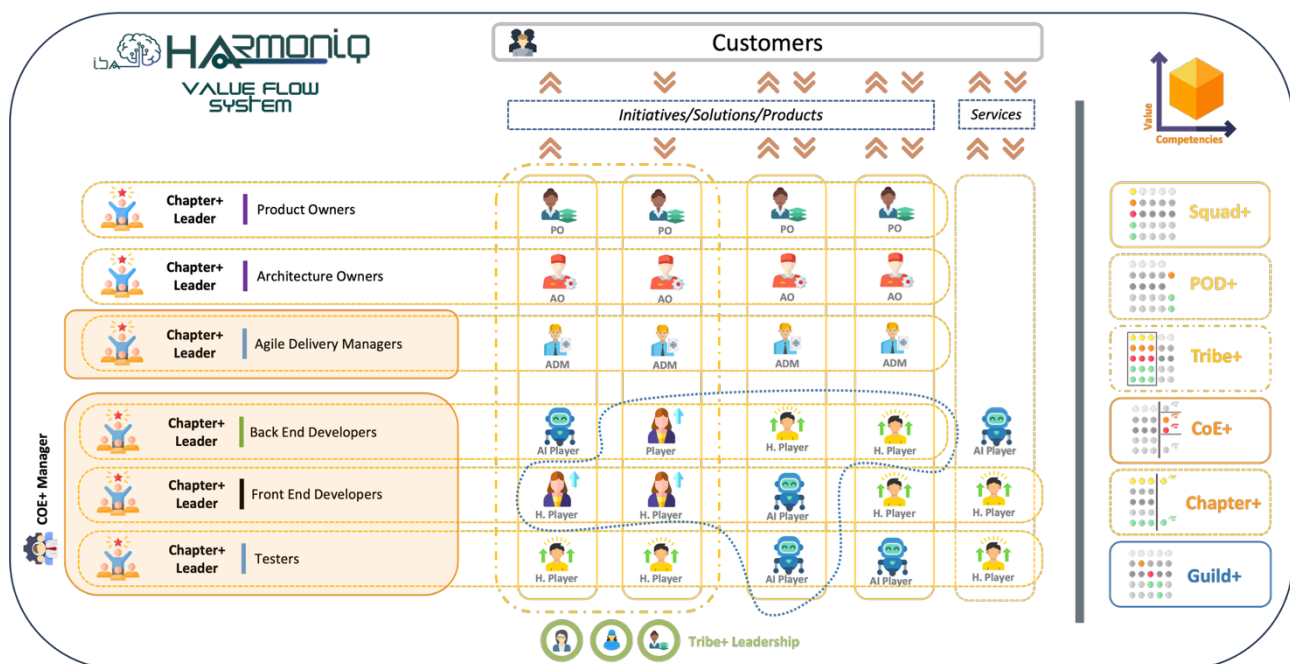 isA HARMONIQ
VALUE FLOW
SYSTEM
Customers
Initiatives/Solutions/Products
Services
Value
Competencies
Chapter+
Leader
Product Owners
PO
PO
PO
PO
Chapter+
Leader
Architecture Owners
AO
AO
AO
AO
Chapter+
Leader
Agile Delivery Managers
ADM
ADM
ADM
ADM
COE+ Manager
Chapter+
Leader
Back End Developers
AI Player
Player
H. Player
H. Player
AI Player
Chapter+
Leader
Front End Developers
H. Player
H. Player
AI Player
H. Player
H. Player
Chapter+
Leader
Testers
H. Player
H. Player
AI Player
AI Player
H. Player
Tribe+ Leadership
Squad+
POD+
Tribe+
CoE+
Chapter+
Guild+